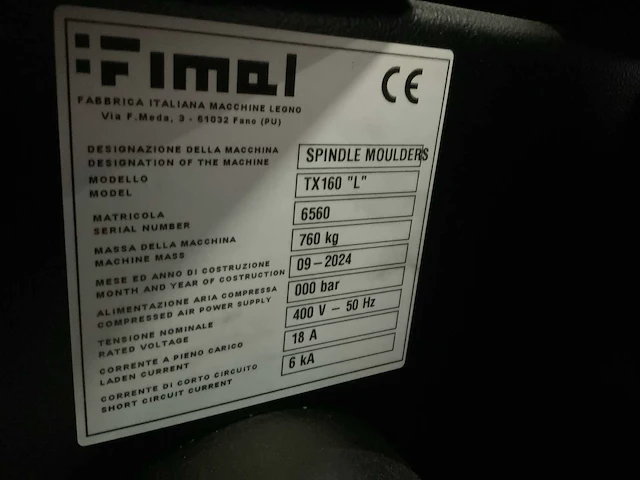 Fimal
FABBRICA ITALIANA MACCHINE LEGNO
Via F.Meda, 3 - 61032 Fano (PU)
CE
DESIGNAZIONE DELLA MACCHINA
DESIGNATION OF THE MACHINE
SPINDLE MOULDERS
MODELLO
MODEL
TX160 "L"
MATRICOLA
SERIAL NUMBER
6560
MASSA DELLA MACCHINA
MACHINE MASS
760 kg
MESE ED ANNO DI COSTRUZIONE
MONTH AND YEAR OF COSTRUCTION
09-2024
ALIMENTAZIONE ARIA COMPRESSA
COMPRESSED AIR POWER SUPPLY
000 bar
TENSIONE NOMINALE
RATED VOLTAGE
400 V - 50 Hz
CORRENTE A PIENO CARICO
LADEN CURRENT
18 A
CORRENTE DI CORTO CIRCUITO
SHORT CIRCUIT CURRENT
6 kA